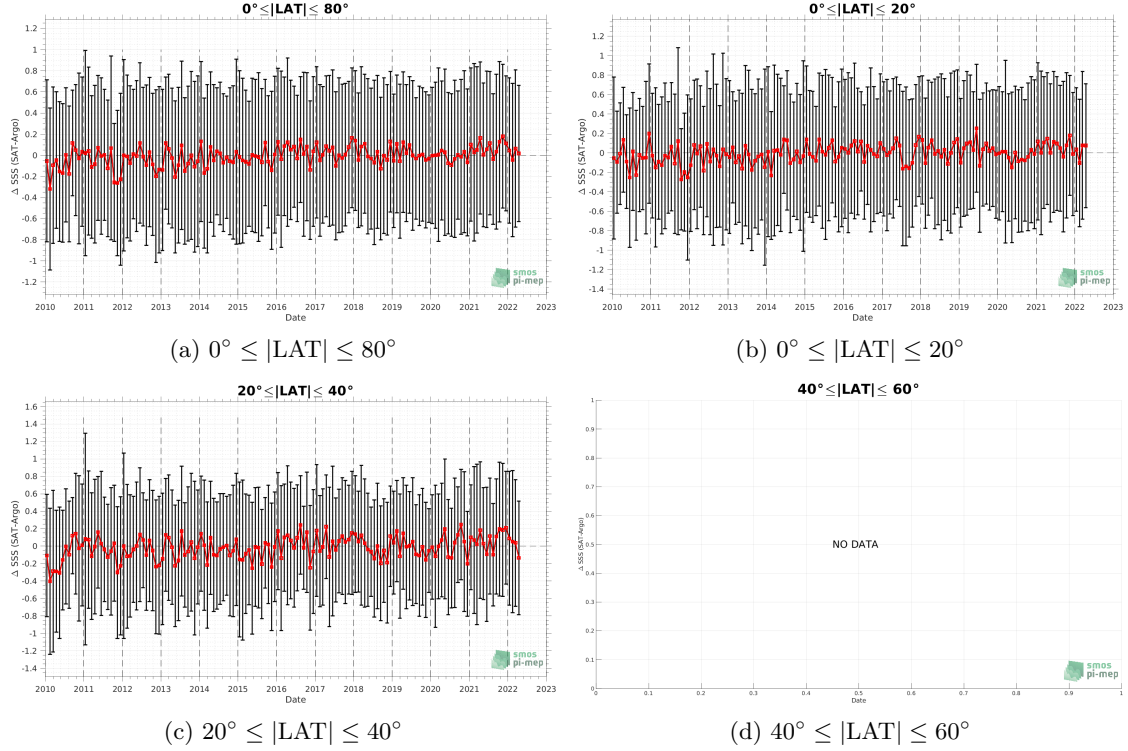 0°≤|LAT|≤ 80°
Δ SSS (SAT-Argo)
1.2
1
0.8
0.6
0.4
0.2
0
-0.2
-0.4
-0.6
-0.8
-1
-1.2
2010 2011 2012 2013 2014 2015 2016 2017 2018 2019 2020 2021 2022 2023
Date
smos
pi-mep
(a) 0° ≤ |LAT| ≤ 80°
0°≤|LAT|≤ 20°
Δ SSS (SAT-Argo)
1.2
1
0.8
0.6
0.4
0.2
0
-0.2
-0.4
-0.6
-0.8
-1
-1.2
-1.4
2010 2011 2012 2013 2014 2015 2016 2017 2018 2019 2020 2021 2022 2023
Date
smos
pi-mep
(b) 0° ≤ |LAT| ≤ 20°
20°≤|LAT|≤ 40°
Δ SSS (SAT-Argo)
1.6
1.4
1.2
1
0.8
0.6
0.4
0.2
0
-0.2
-0.4
-0.6
-0.8
-1
-1.2
-1.4
2010 2011 2012 2013 2014 2015 2016 2017 2018 2019 2020 2021 2022 2023
Date
smos
pi-mep
(c) 20° ≤ |LAT| ≤ 40°
40°≤|LAT|≤ 60°
Δ SSS (SAT-Argo)
1
0.9
0.8
0.7
0.6
0.5
0.4
0.3
0.2
0.1
0
NO DATA
0 0.1 0.2 0.3 0.4 0.5 0.6 0.7 0.8 0.9 1
Date
smos
pi-mep
(d) 40° ≤ |LAT| ≤ 60°